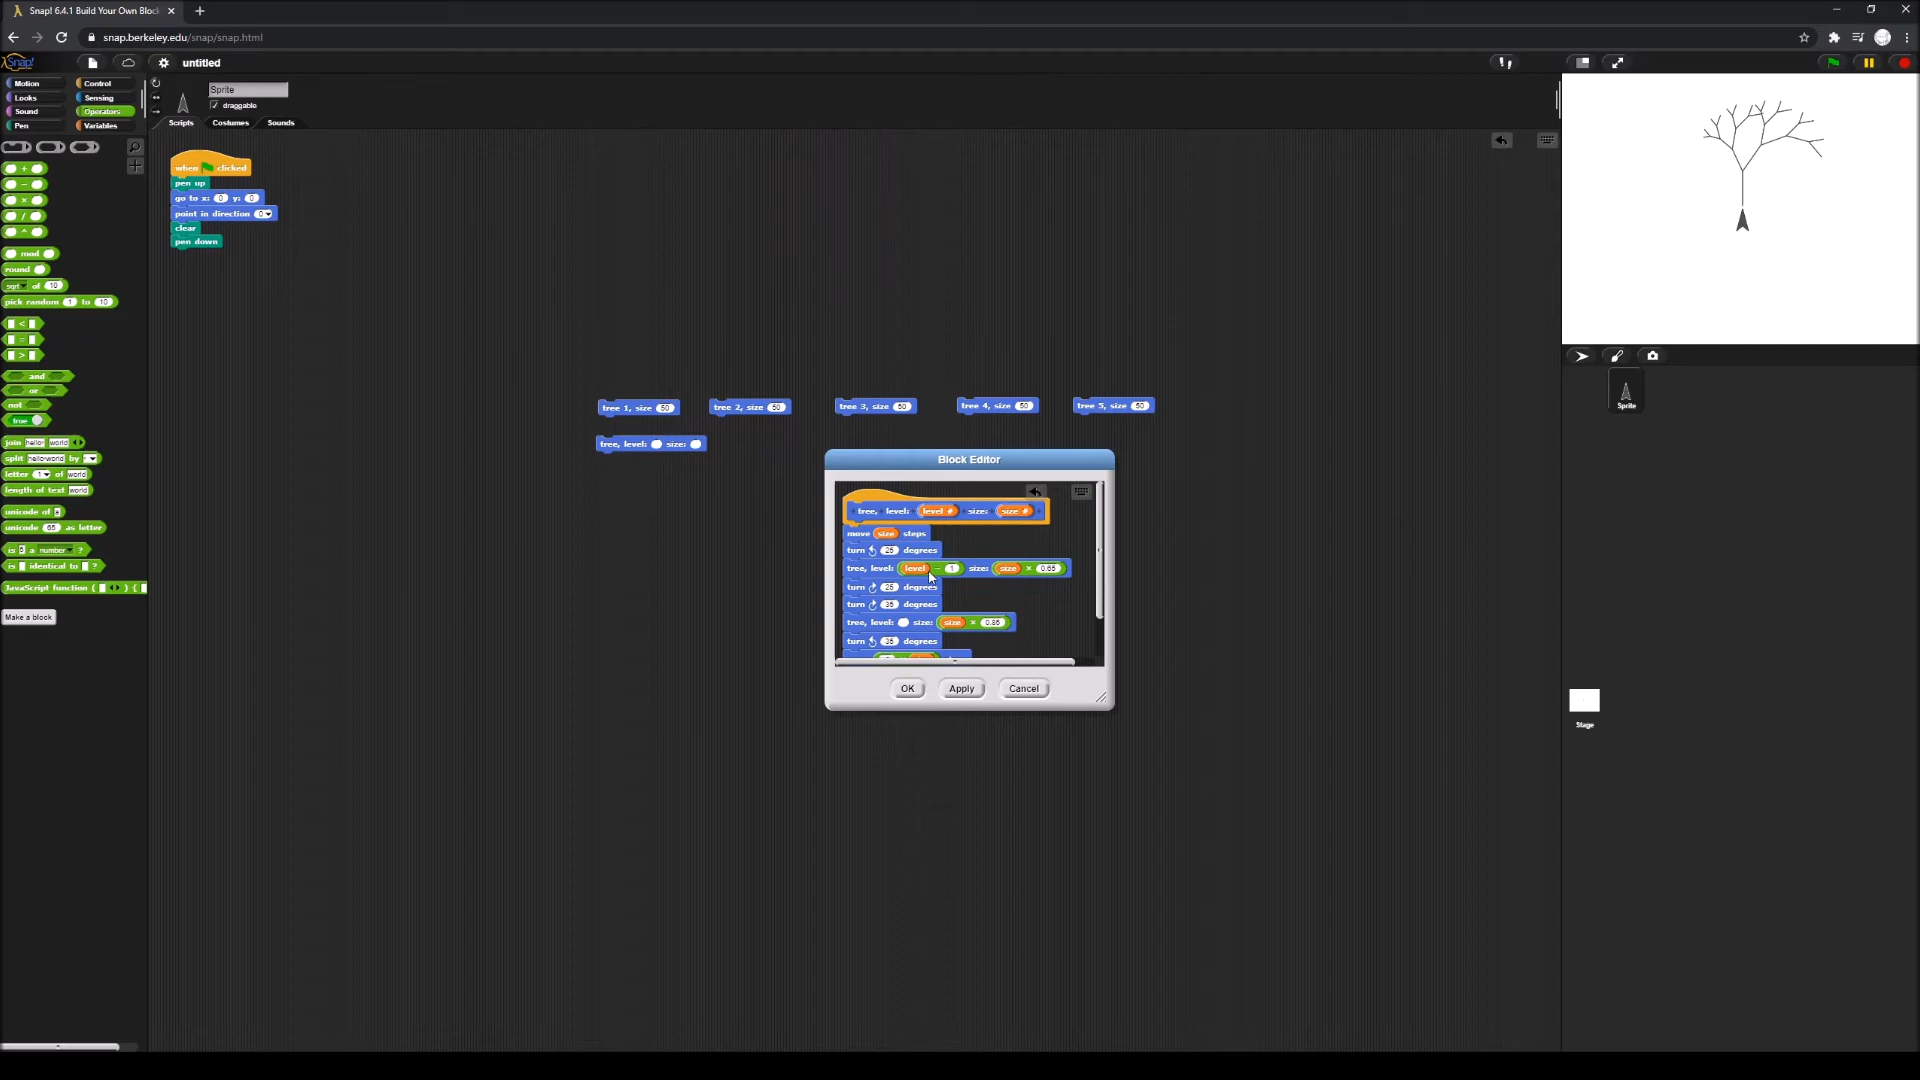 Snap! 6.4.1 Build Your Own Bloc
snap.berkeley.edu/snap/snap.html
Snap!
untitled
Motion
Control
Looks
Sensing
Sound
Operators
Pen
Variables
Sprite
draggable
Scripts
Costumes
Sounds
+
−
×
/
^
mod
round
sqrt of 10
pick random 1 to 10
<
=
>
and
or
not
true
join hello world
split hello world by
letter 1 of world
length of text world
unicode of a
unicode 65 as letter
is 5 a number ?
is identical to ?
JavaScript function ( ) {
Make a block
when clicked
pen up
go to x: 0 y: 0
point in direction 0
clear
pen down
tree 1, size 50
tree 2, size 50
tree 3, size 50
tree 4, size 50
tree 5, size 50
tree, level: size:
Block Editor
tree, level: level # size: size #
move size steps
turn 25 degrees
tree, level: level − 1 size: size × 0.65
turn 25 degrees
turn 35 degrees
tree, level: size: size × 0.85
turn 35 degrees
OK
Apply
Cancel
Sprite
Stage